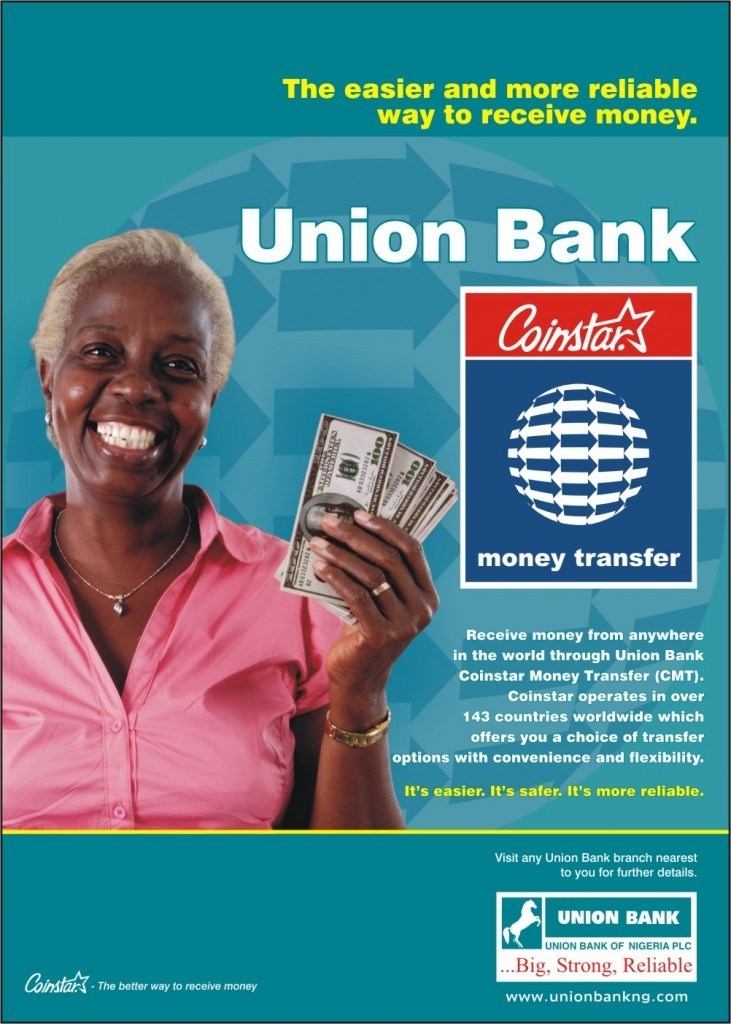 The easier and more reliable
way to receive money.
Union Bank
Coinstar
money transfer
100
100
Receive money from anywhere
in the world through Union Bank
Coinstar Money Transfer (CMT).
Coinstar operates in over
143 countries worldwide which
offers you a choice of transfer
options with convenience and flexibility.
It's easier. It's safer. It's more reliable.
Visit any Union Bank branch nearest
to you for further details.
UNION BANK
UNION BANK OF NIGERIA PLC
...Big, Strong, Reliable
www.unionbankng.com
Coinstar - The better way to receive money